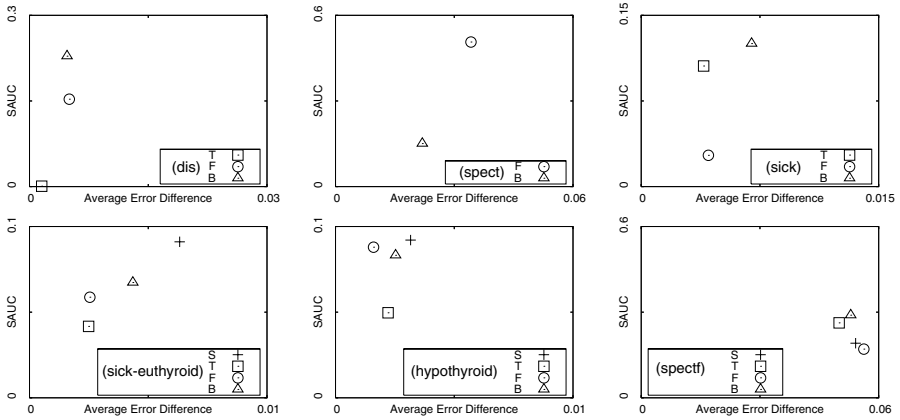 0.3
SAUC
0
0
Average Error Difference
0.03
(dis)
T
F
B
0.6
SAUC
0
0
Average Error Difference
0.06
(spect)
F
B
0.15
SAUC
0
0
Average Error Difference
0.015
(sick)
T
F
B
0.1
SAUC
0
0
Average Error Difference
0.01
(sick-euthyroid)
S
T
F
B
0.1
SAUC
0
0
Average Error Difference
0.01
(hypothyroid)
S
T
F
B
0.6
SAUC
0
0
Average Error Difference
0.06
(spectf)
S
T
F
B